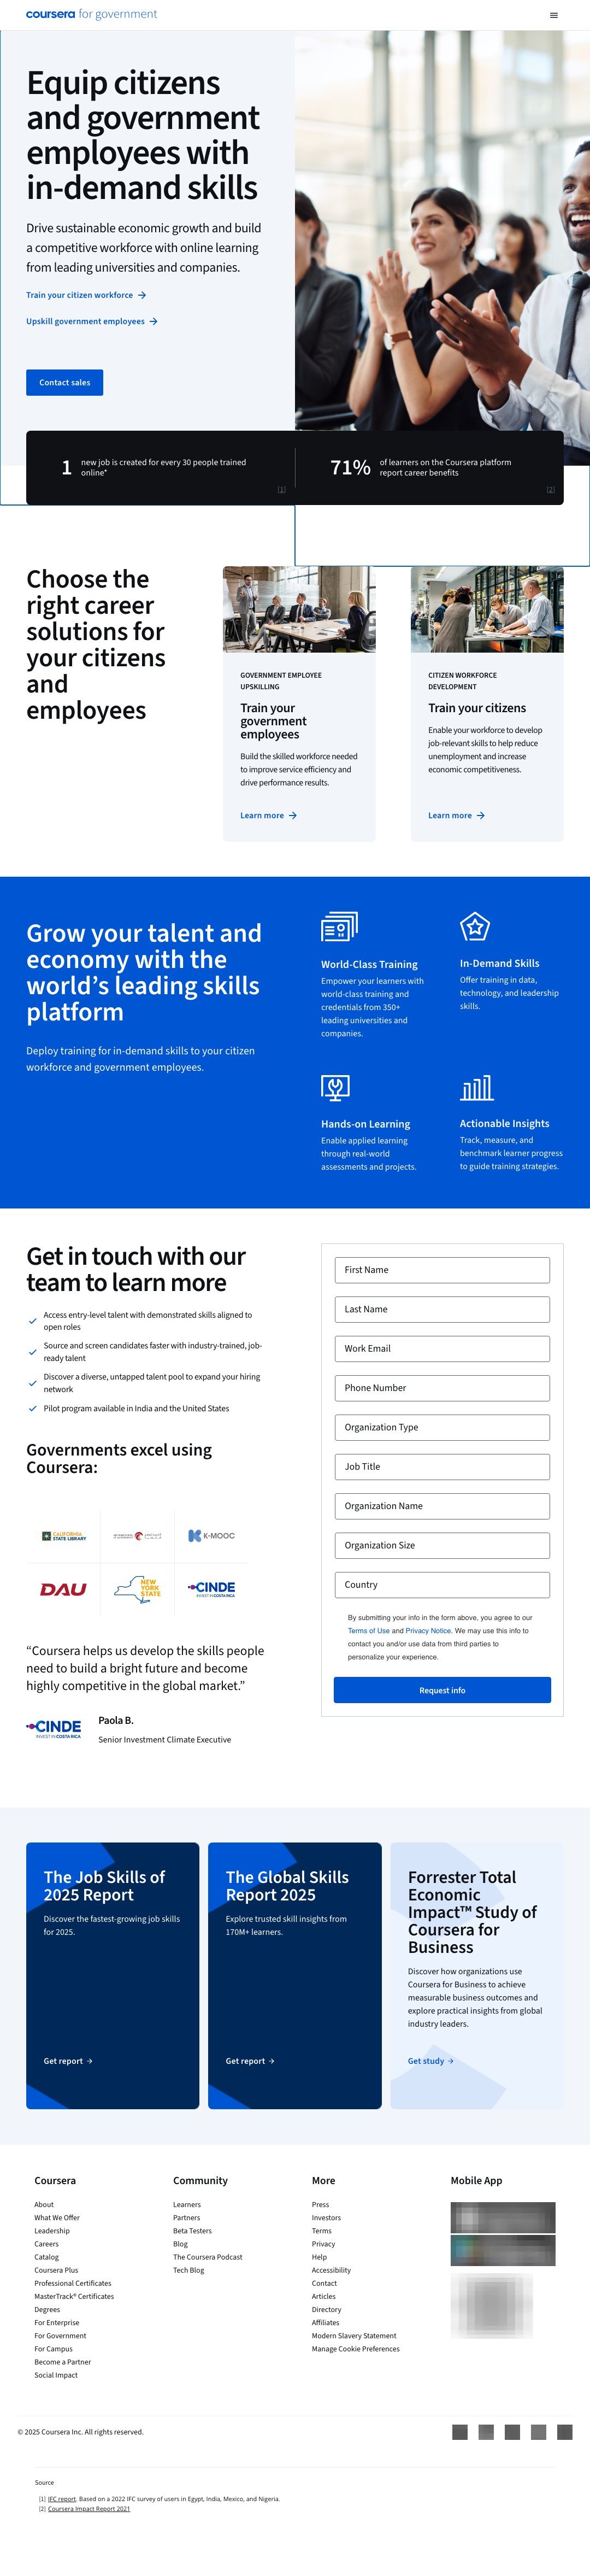 coursera for government
Equip citizens
and government
employees with
in-demand skills
Drive sustainable economic growth and build
a competitive workforce with online learning
from leading universities and companies.
Train your citizen workforce
Upskill government employees
Contact sales
1
new job is created for every 30 people trained
online*
[1]
71%
of learners on the Coursera platform
report career benefits
[2]
Choose the
right career
solutions for
your citizens
and
employees
GOVERNMENT EMPLOYEE
UPSKILLING
Train your
government
employees
Build the skilled workforce needed
to improve service efficiency and
drive performance results.
Learn more
CITIZEN WORKFORCE
DEVELOPMENT
Train your citizens
Enable your workforce to develop
job-relevant skills to help reduce
unemployment and increase
economic competitiveness.
Learn more
Grow your talent and
economy with the
world’s leading skills
platform
Deploy training for in-demand skills to your citizen
workforce and government employees.
World-Class Training
Empower your learners with
world-class training and
credentials from 350+
leading universities and
companies.
In-Demand Skills
Offer training in data,
technology, and leadership
skills.
Hands-on Learning
Enable applied learning
through real-world
assessments and projects.
Actionable Insights
Track, measure, and
benchmark learner progress
to guide training strategies.
Get in touch with our
team to learn more
Access entry-level talent with demonstrated skills aligned to
open roles
Source and screen candidates faster with industry-trained, job-
ready talent
Discover a diverse, untapped talent pool to expand your hiring
network
Pilot program available in India and the United States
Governments excel using
Coursera:
CALIFORNIA
STATE LIBRARY
K-MOOC
DAU
NEW
YORK
STATE
CINDE
INVEST IN COSTA RICA
“Coursera helps us develop the skills people
need to build a bright future and become
highly competitive in the global market.”
CINDE
INVEST IN COSTA RICA
Paola B.
Senior Investment Climate Executive
First Name
Last Name
Work Email
Phone Number
Organization Type
Job Title
Organization Name
Organization Size
Country
By submitting your info in the form above, you agree to our
Terms of Use and Privacy Notice. We may use this info to
contact you and/or use data from third parties to
personalize your experience.
Request info
The Job Skills of
2025 Report
Discover the fastest-growing job skills
for 2025.
Get report
The Global Skills
Report 2025
Explore trusted skill insights from
170M+ learners.
Get report
Forrester Total
Economic
Impact™ Study of
Coursera for
Business
Discover how organizations use
Coursera for Business to achieve
measurable business outcomes and
explore practical insights from global
industry leaders.
Get study
Coursera
About
What We Offer
Leadership
Careers
Catalog
Coursera Plus
Professional Certificates
MasterTrack® Certificates
Degrees
For Enterprise
For Government
For Campus
Become a Partner
Social Impact
Community
Learners
Partners
Beta Testers
Blog
The Coursera Podcast
Tech Blog
More
Press
Investors
Terms
Privacy
Help
Accessibility
Contact
Articles
Directory
Affiliates
Modern Slavery Statement
Manage Cookie Preferences
Mobile App
© 2025 Coursera Inc. All rights reserved.
Source
[1] IFC report. Based on a 2022 IFC survey of users in Egypt, India, Mexico, and Nigeria.
[2] Coursera Impact Report 2021